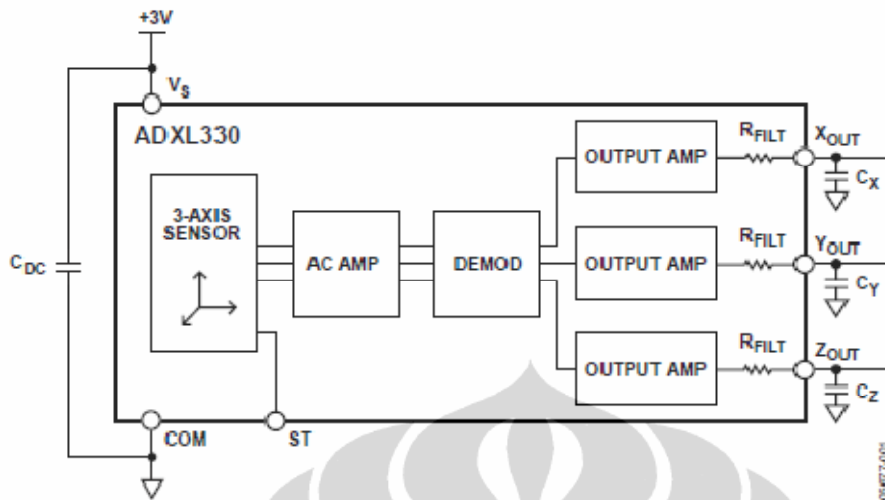 +3V
VS
ADXL330
3-AXIS
SENSOR
AC AMP
DEMOD
OUTPUT AMP
RFILT
XOUT
CX
OUTPUT AMP
RFILT
YOUT
CY
OUTPUT AMP
RFILT
ZOUT
CZ
CDC
COM
ST